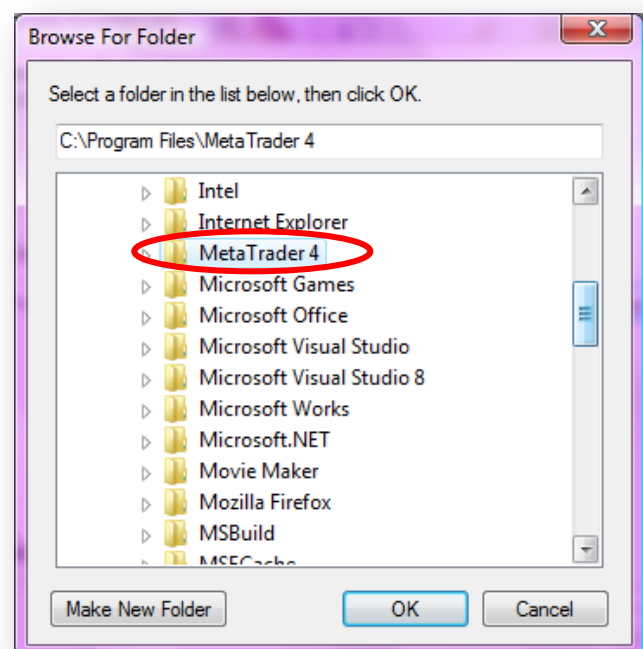 Browse For Folder
Select a folder in the list below, then click OK.
C:\Program Files\MetaTrader 4
Intel
Internet Explorer
MetaTrader 4
Microsoft Games
Microsoft Office
Microsoft Visual Studio
Microsoft Visual Studio 8
Microsoft Works
Microsoft.NET
Movie Maker
Mozilla Firefox
MSBuild
MSECache
Make New Folder OK Cancel